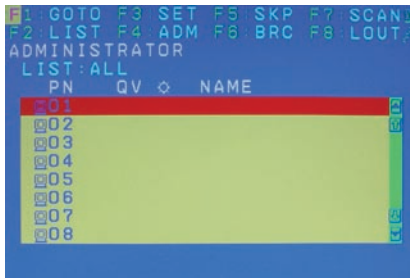 F1:GOTO F3:SET F5:SKP F7:SCAN
F2:LIST F4:ADM F6:BRC F8:LOUT
ADMINISTRATOR
LIST:ALL
PN QV ☼ NAME
01
02
03
04
05
06
07
08